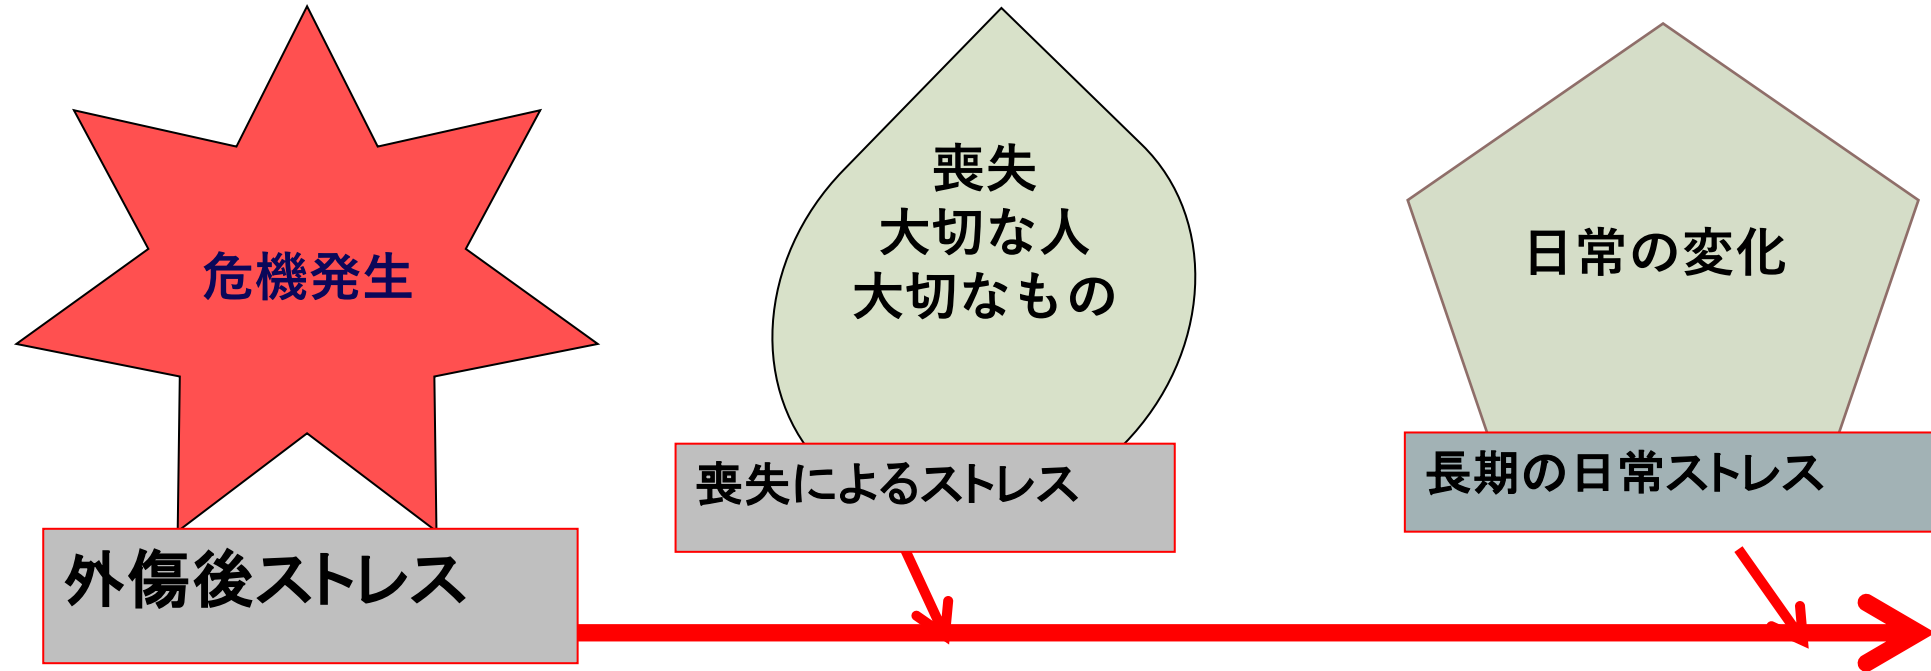 危機発生
外傷後ストレス
喪失
大切な人
大切なもの
喪失によるストレス
日常の変化
長期の日常ストレス